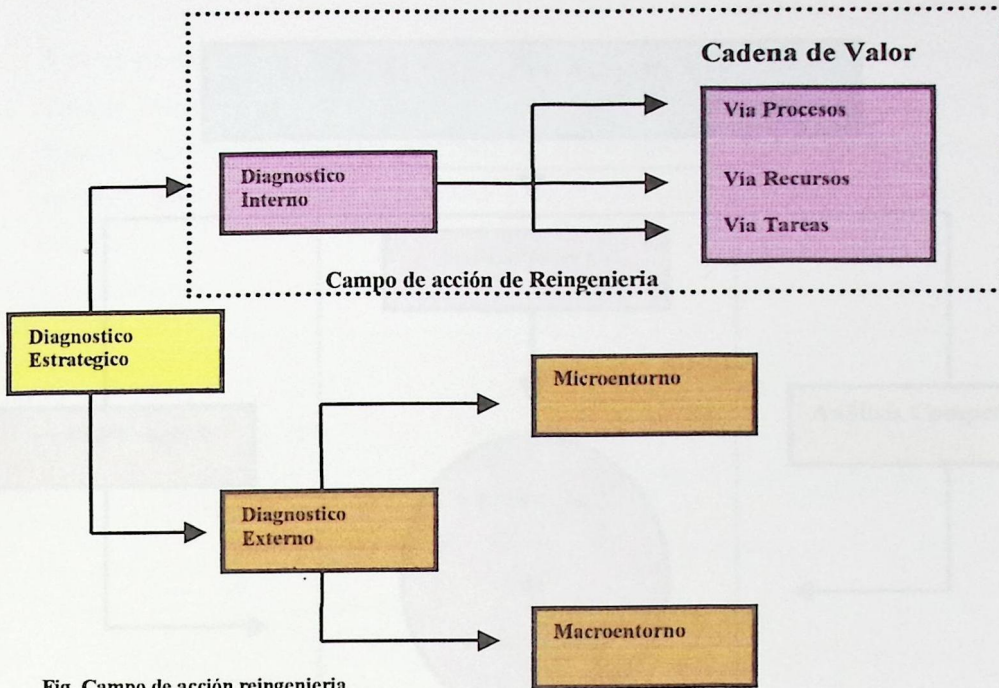 Cadena de Valor
Via Procesos
Diagnostico
Interno
Via Recursos
Via Tareas
Campo de acción de Reingenieria
Diagnostico
Estrategico
Microentorno
Diagnostico
Externo
Macroentorno
Fig. Campo de acción reingenieria